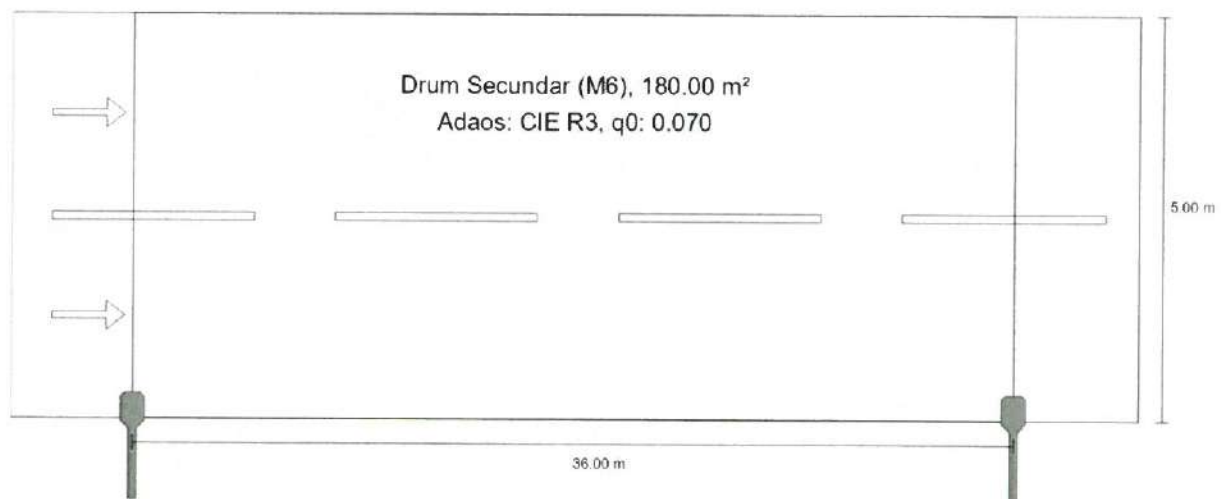 Drum Secundar (M6), 180.00 m²
Adaos: CIE R3, q0: 0.070
5.00 m
36.00 m